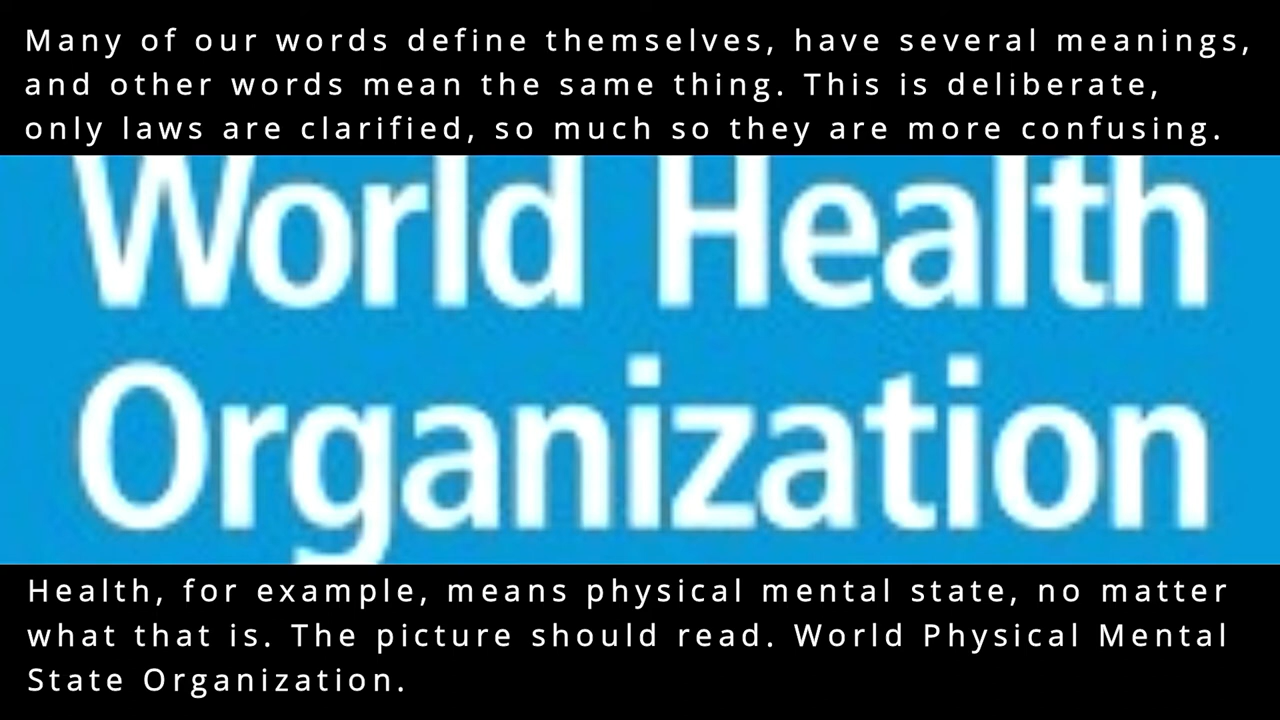 Many of our words define themselves, have several meanings,
and other words mean the same thing. This is deliberate,
only laws are clarified, so much so they are more confusing.
World Health
Organization
Health, for example, means physical mental state, no matter
what that is. The picture should read. World Physical Mental
State Organization.